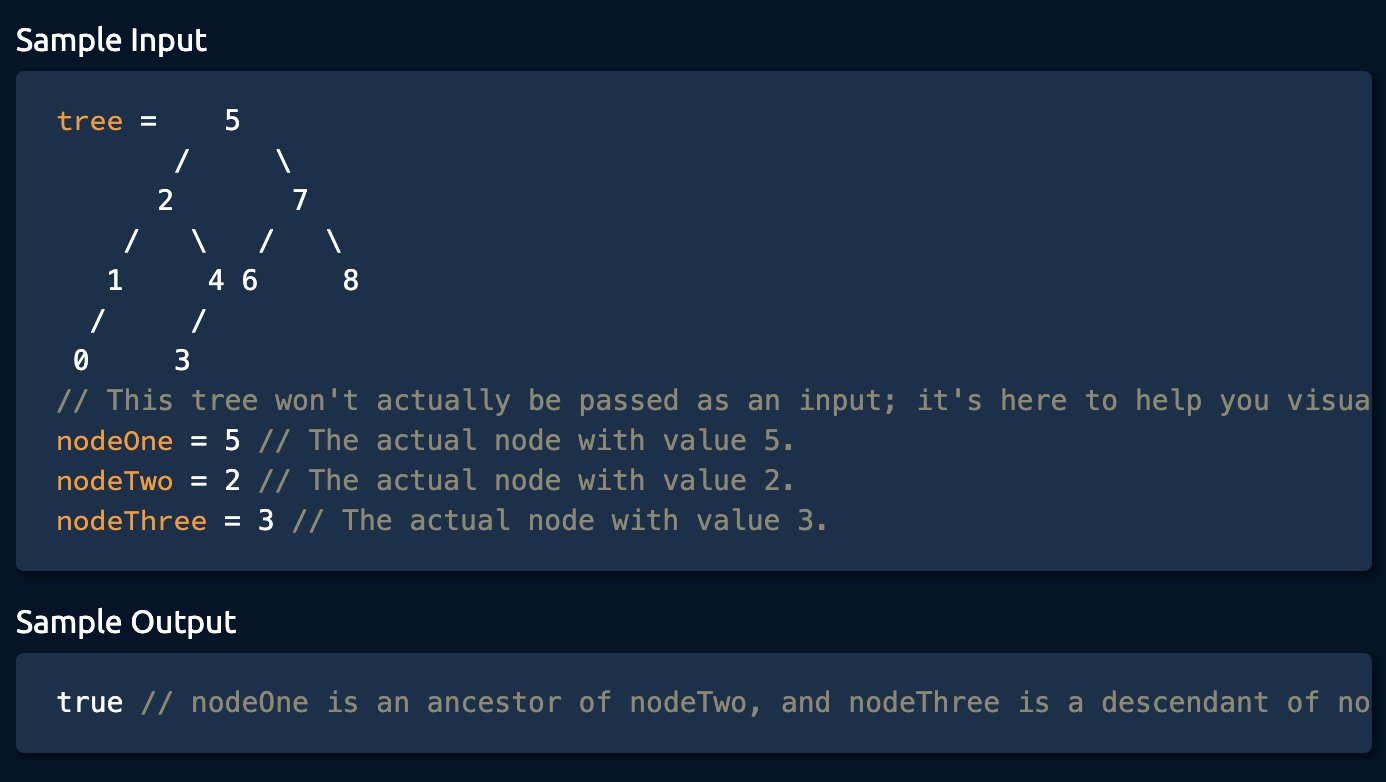 Sample Input
tree =    5
       /     \
      2       7
    /   \   /   \
   1     4 6     8
  /     /
 0     3
// This tree won't actually be passed as an input; it's here to help you visua
nodeOne = 5 // The actual node with value 5.
nodeTwo = 2 // The actual node with value 2.
nodeThree = 3 // The actual node with value 3.
Sample Output
true // nodeOne is an ancestor of nodeTwo, and nodeThree is a descendant of no